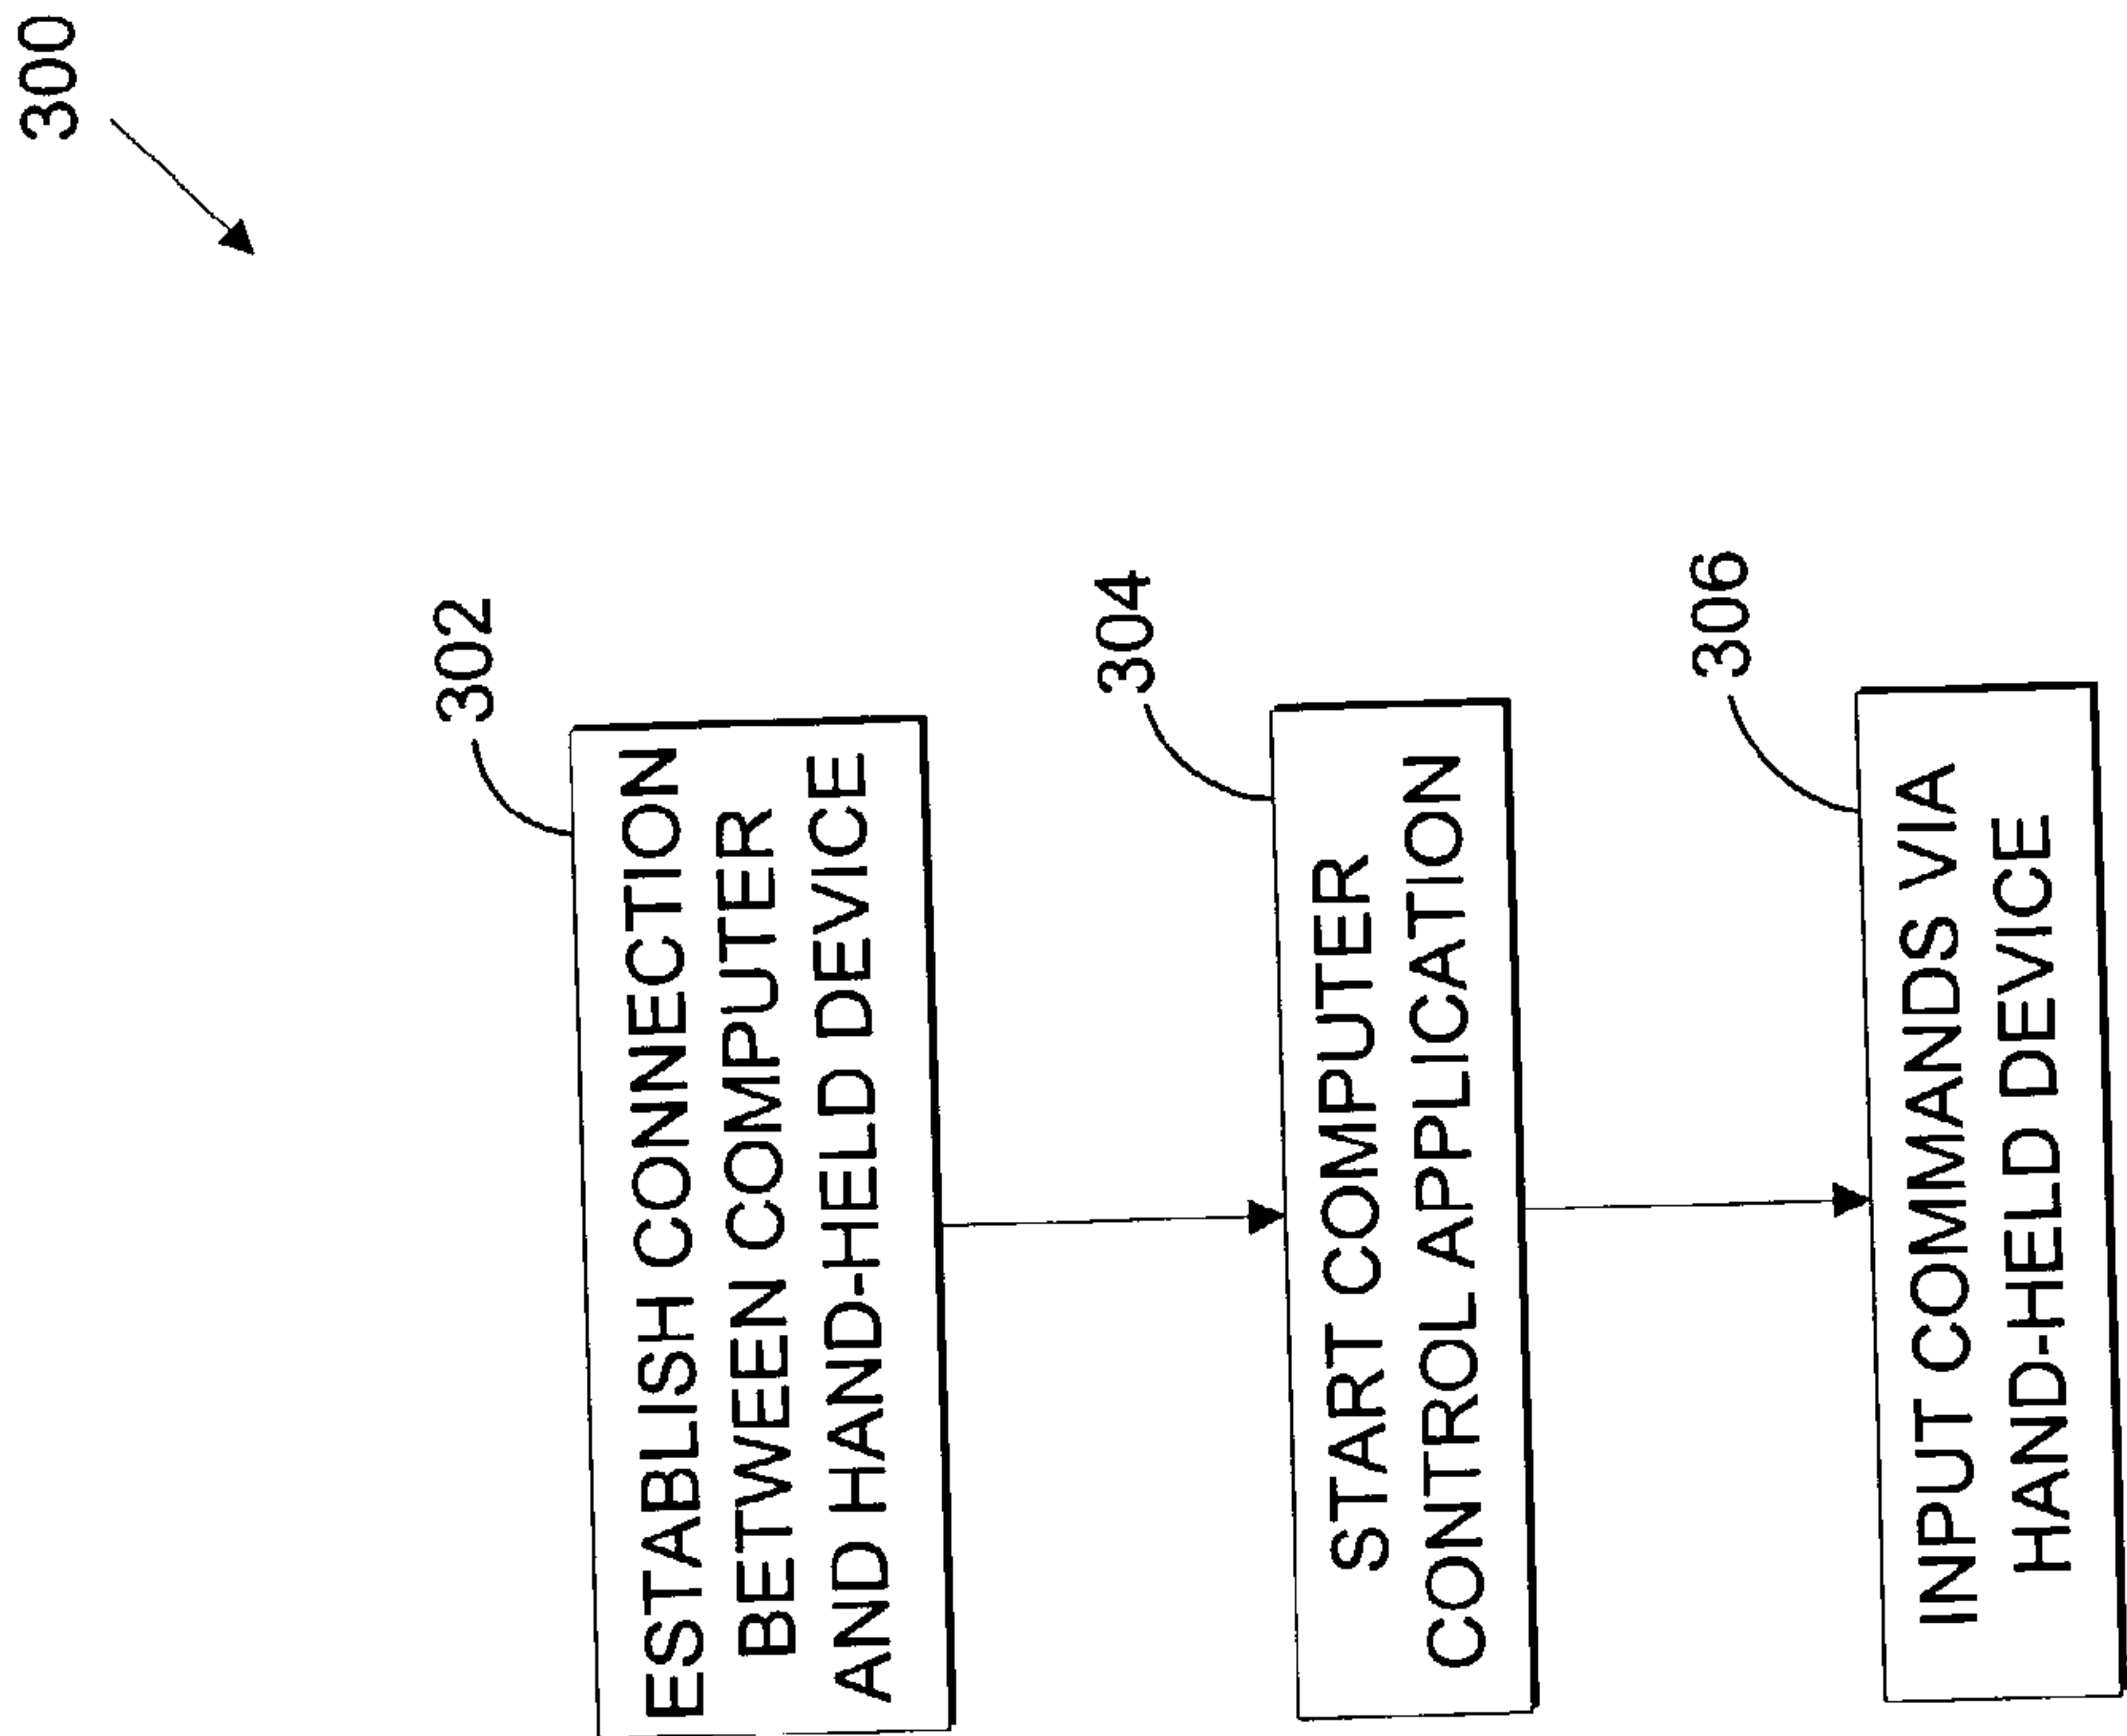 300
302
ESTABLISH CONNECTION
BETWEEN COMPUTER
AND HAND-HELD DEVICE
304
START COMPUTER
CONTROL APPLICATION
306
INPUT COMMANDS VIA
HAND-HELD DEVICE